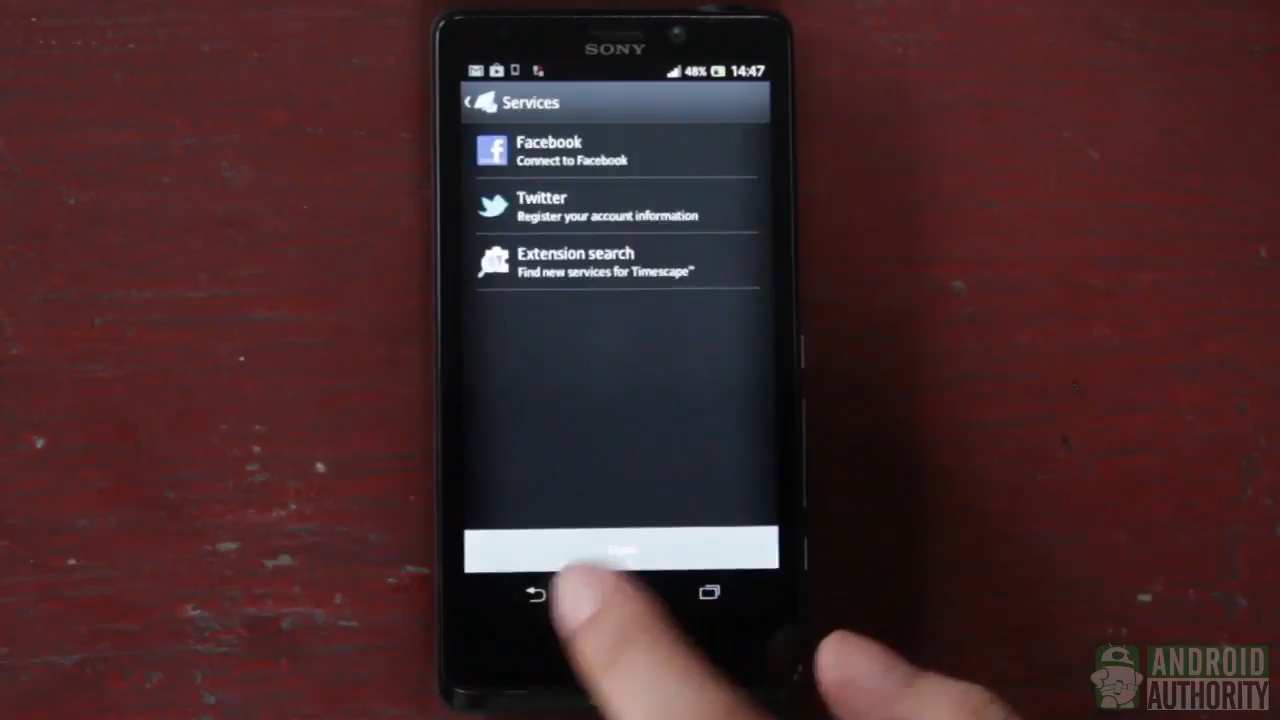 SONY
48% 14:47
Services
Facebook
Connect to Facebook
Twitter
Register your account information
Extension search
Find new services for Timescape™
ANDROID
AUTHORITY